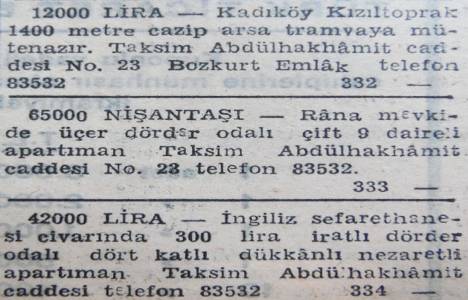 12000 LİRA — Kadıköy Kızıltoprak
1400 metre cazip arsa tramvaya mü-
tenazır. Taksim Abdülhakhâmit cad-
desi No. 23 Bozkurt Emlâk telefon
83532 332 —
65000 NİŞANTAŞI — Râna mevki-
de üçer dörder odalı çift 9 daireli
apartıman Taksim Abdülhakhâmit
caddesi No. 23 telefon 83532.
333 —
42000 LİRA — İngiliz sefarethane-
si civarında 300 lira iratlı dörder
odalı dört katlı dükkânlı nezaretli
apartıman Taksim Abdülhakhâmit
caddesi telefon 83532 334 —